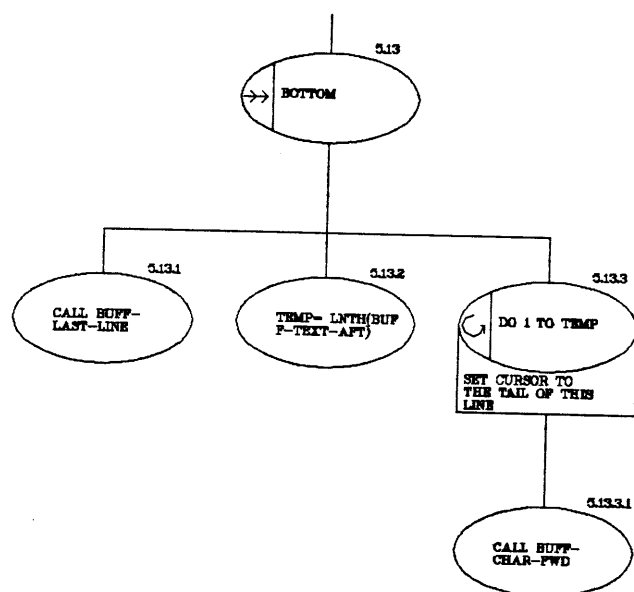 5.13
BOTTOM
5.13.1
CALL BUFF-
LAST-LINE
5.13.2
TEMP= LNTH(BUF
F-TEXT-AFT)
5.13.3
DO 1 TO TEMP
SET CURSOR TO
THE TAIL OF THIS
LINE
5.13.3.1
CALL BUFF-
CHAR-FWD